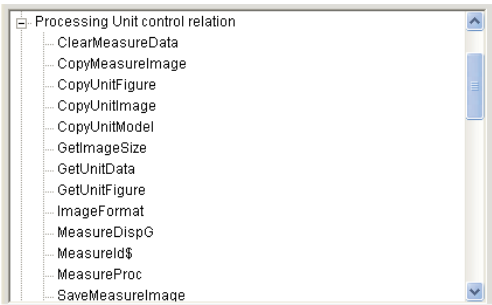 Processing Unit control relation
ClearMeasureData
CopyMeasureImage
CopyUnitFigure
CopyUnitImage
CopyUnitModel
GetImageSize
GetUnitData
GetUnitFigure
ImageFormat
MeasureDispG
MeasureId$
MeasureProc
SaveMeasureImage